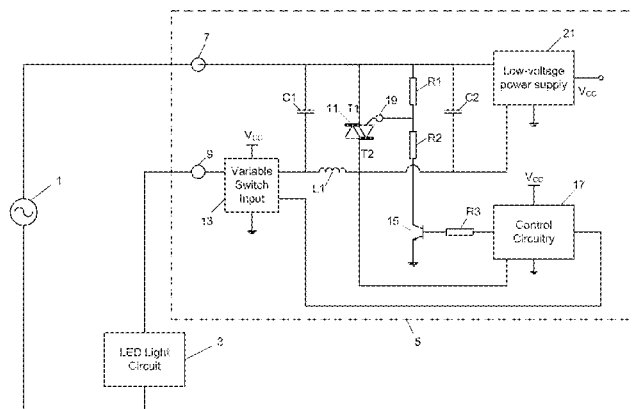 7
21
R1
Low-voltage
power supply
C1
11
T1
19
C2
VCC
9
VCC
R2
T2
Variable
Switch
Input
L1
VCC
1
17
13
15
R3
Control
Circuitry
LED Light
Circuit
3
5